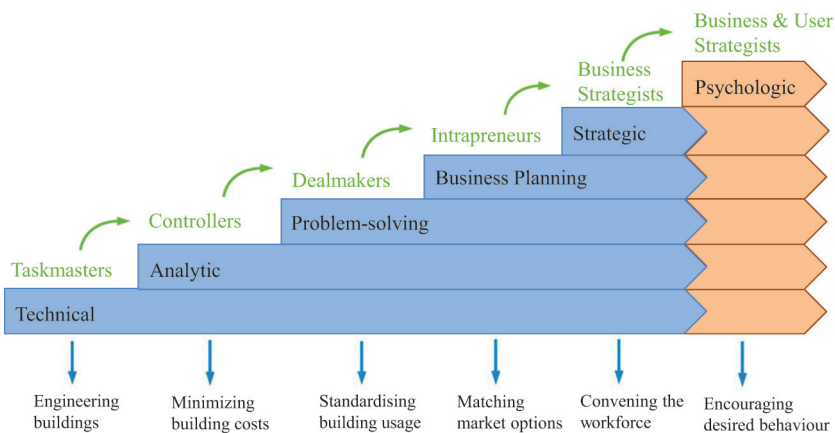 Business & User
Strategists
Psychologic
Business
Strategists
Strategic
Intrapreneurs
Business Planning
Dealmakers
Problem-solving
Controllers
Analytic
Taskmasters
Technical
Engineering
buildings
Minimizing
building costs
Standardising
building usage
Matching
market options
Convening the
workforce
Encouraging
desired behaviour